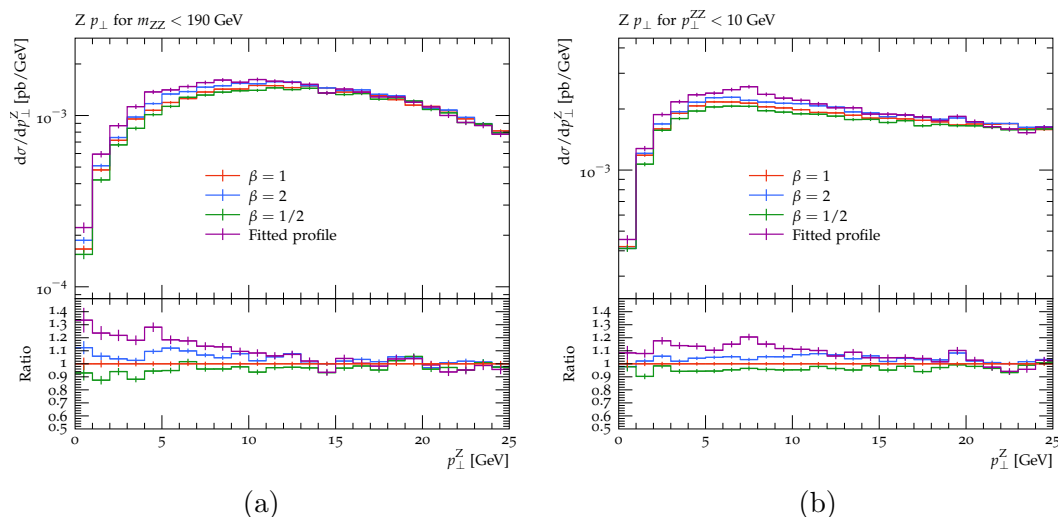 Z p⊥ for mZZ < 190 GeV
dσ/dp⊥^Z [pb/GeV]
10−3
β = 1
β = 2
β = 1/2
Fitted profile
10−4
1.4
1.3
1.2
1.1
1.0
0.9
0.8
0.7
0.6
0.5
Ratio
0 5 10 15 20 25
p⊥^Z [GeV]
(a)
Z p⊥ for p⊥^ZZ < 10 GeV
dσ/dp⊥^Z [pb/GeV]
10−3
β = 1
β = 2
β = 1/2
Fitted profile
1.4
1.3
1.2
1.1
1.0
0.9
0.8
0.7
0.6
0.5
Ratio
0 5 10 15 20 25
p⊥^Z [GeV]
(b)